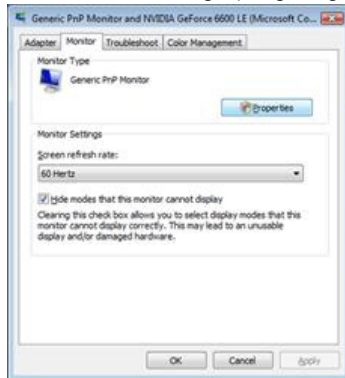 Generic PnP Monitor and NVIDIA GeForce 6600 LE (Microsoft Co...
Adapter Monitor Troubleshoot Color Management
Monitor Type
Generic PnP Monitor
Properties
Monitor Settings
Screen refresh rate:
60 Hertz
Hide modes that this monitor cannot display
Clearing this check box allows you to select display modes that this
monitor cannot display correctly. This may lead to an unusable
display and/or damaged hardware.
OK Cancel Apply